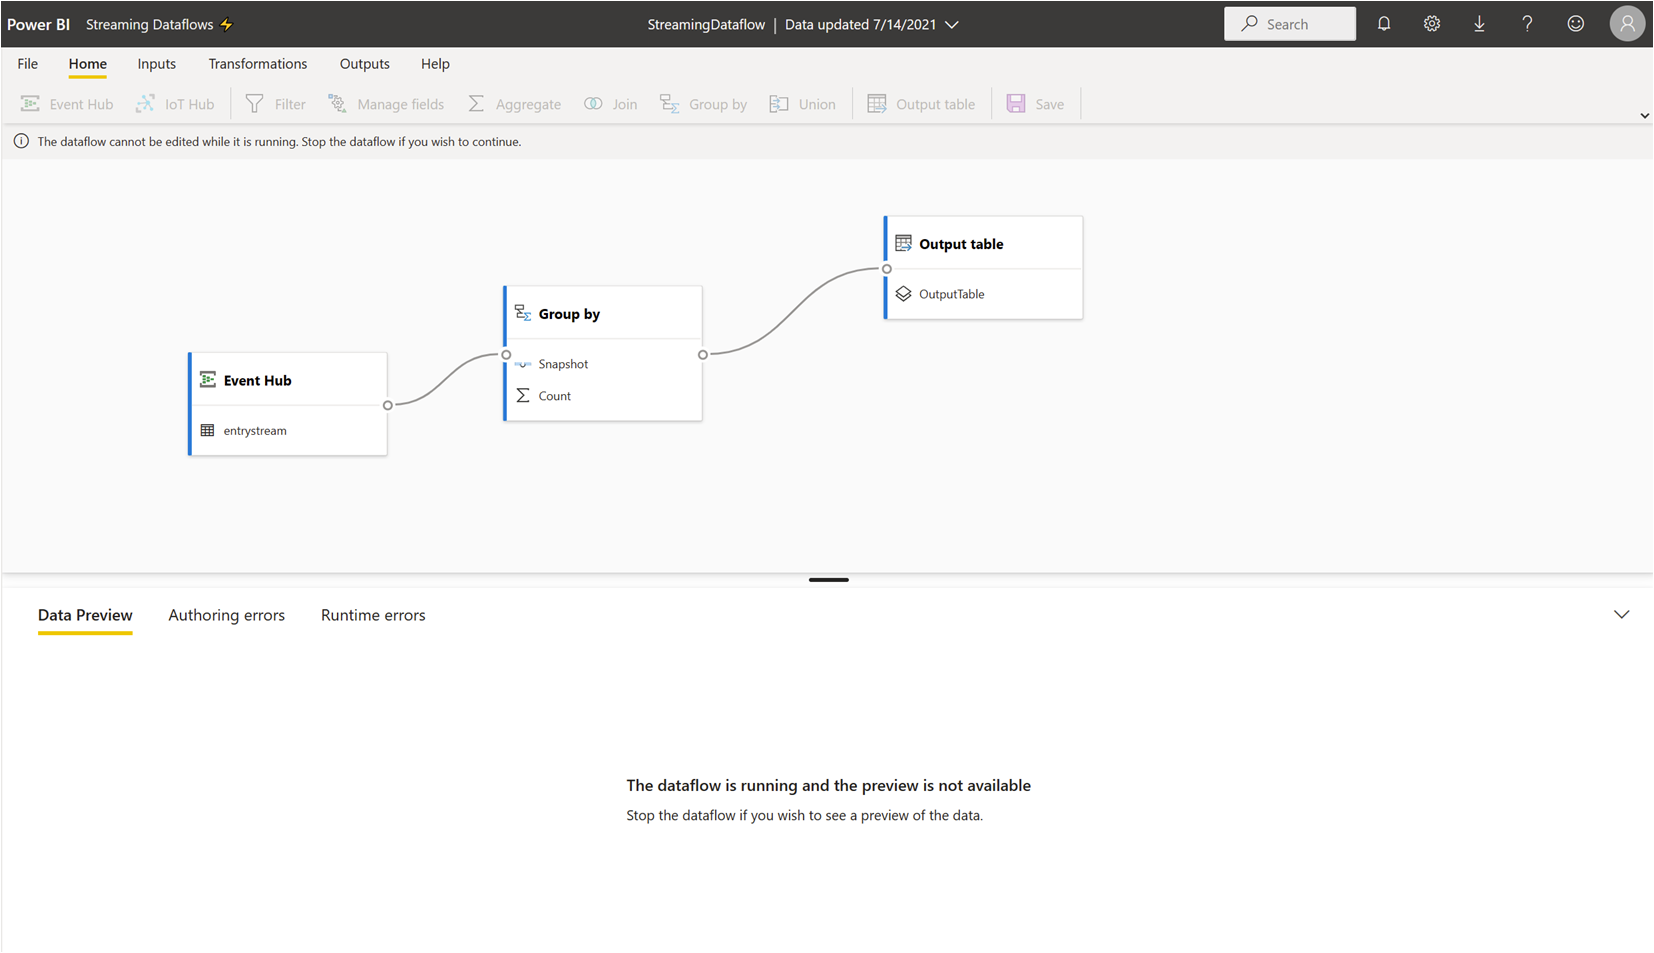 Power BI Streaming Dataflows StreamingDataflow | Data updated 7/14/2021 Search
File Home Inputs Transformations Outputs Help
Event Hub IoT Hub Filter Manage fields Aggregate Join Group by Union Output table Save
The dataflow cannot be edited while it is running. Stop the dataflow if you wish to continue.
Output table
OutputTable
Group by
Snapshot
Count
Event Hub
entrystream
Data Preview Authoring errors Runtime errors
The dataflow is running and the preview is not available
Stop the dataflow if you wish to see a preview of the data.